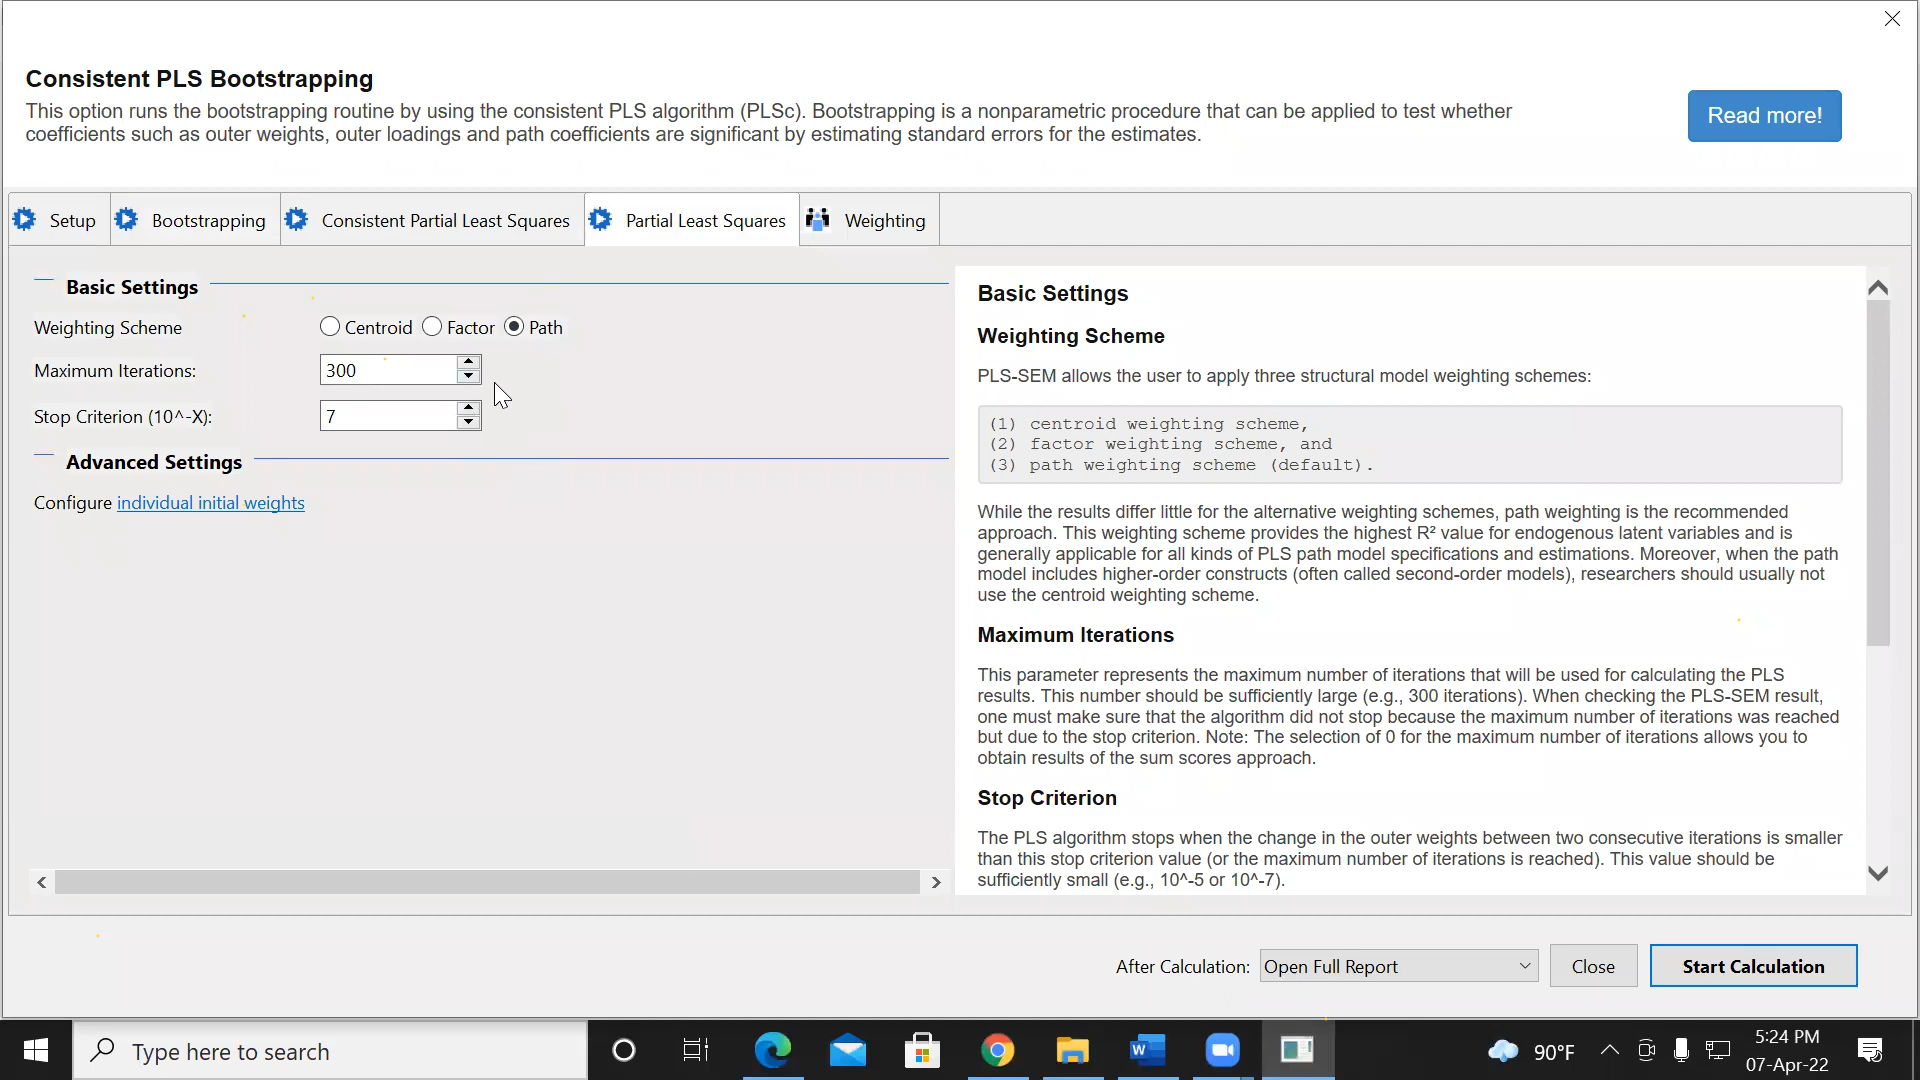 Consistent PLS Bootstrapping
This option runs the bootstrapping routine by using the consistent PLS algorithm (PLSc). Bootstrapping is a nonparametric procedure that can be applied to test whether
coefficients such as outer weights, outer loadings and path coefficients are significant by estimating standard errors for the estimates.
Read more!
Setup
Bootstrapping
Consistent Partial Least Squares
Partial Least Squares
Weighting
Basic Settings
Weighting Scheme
Centroid
Factor
Path
Maximum Iterations:
300
Stop Criterion (10^-X):
7
Advanced Settings
Configure individual initial weights
Basic Settings
Weighting Scheme
PLS-SEM allows the user to apply three structural model weighting schemes:
(1) centroid weighting scheme,
(2) factor weighting scheme, and
(3) path weighting scheme (default).
While the results differ little for the alternative weighting schemes, path weighting is the recommended
approach. This weighting scheme provides the highest R² value for endogenous latent variables and is
generally applicable for all kinds of PLS path model specifications and estimations. Moreover, when the path
model includes higher-order constructs (often called second-order models), researchers should usually not
use the centroid weighting scheme.
Maximum Iterations
This parameter represents the maximum number of iterations that will be used for calculating the PLS
results. This number should be sufficiently large (e.g., 300 iterations). When checking the PLS-SEM result,
one must make sure that the algorithm did not stop because the maximum number of iterations was reached
but due to the stop criterion. Note: The selection of 0 for the maximum number of iterations allows you to
obtain results of the sum scores approach.
Stop Criterion
The PLS algorithm stops when the change in the outer weights between two consecutive iterations is smaller
than this stop criterion value (or the maximum number of iterations is reached). This value should be
sufficiently small (e.g., 10^-5 or 10^-7).
After Calculation:
Open Full Report
Close
Start Calculation
Type here to search
W
90°F
5:24 PM
07-Apr-22